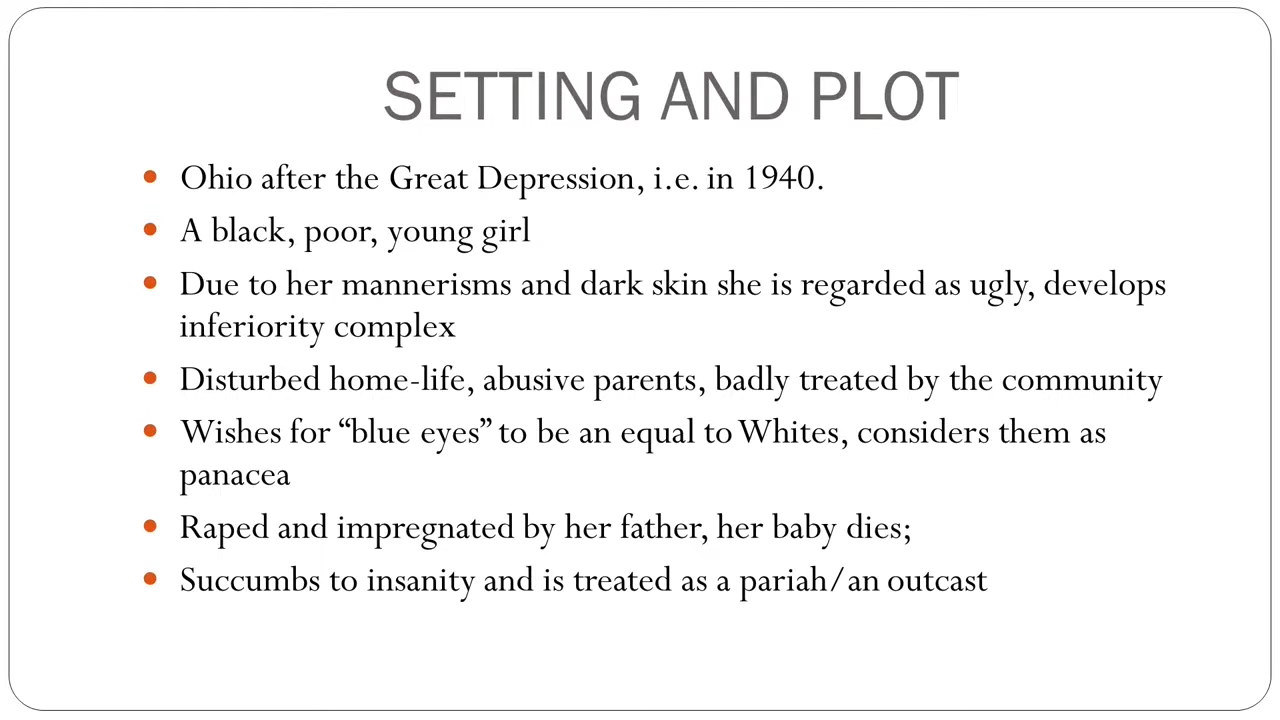 SETTING AND PLOT
• Ohio after the Great Depression, i.e. in 1940.
• A black, poor, young girl
• Due to her mannerisms and dark skin she is regarded as ugly, develops
inferiority complex
• Disturbed home-life, abusive parents, badly treated by the community
• Wishes for “blue eyes” to be an equal to Whites, considers them as
panacea
• Raped and impregnated by her father, her baby dies;
• Succumbs to insanity and is treated as a pariah/an outcast